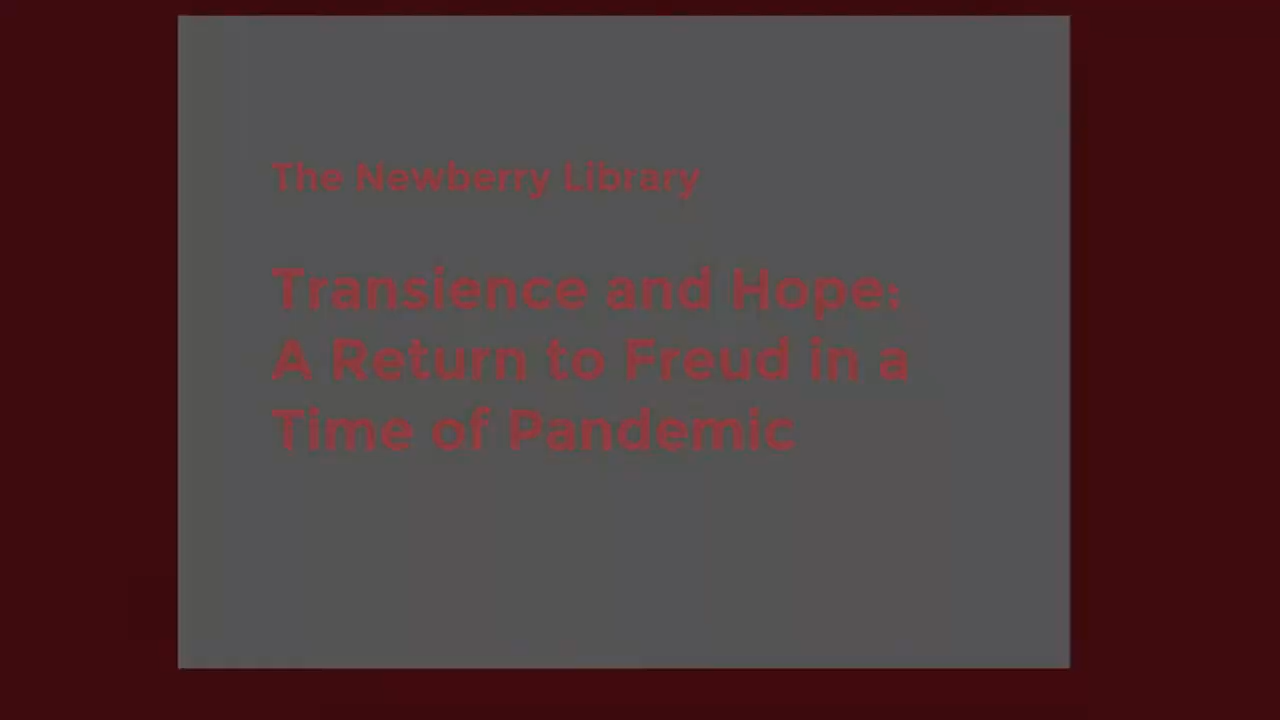 The Newberry Library
Transience and Hope:
A Return to Freud in a
Time of Pandemic